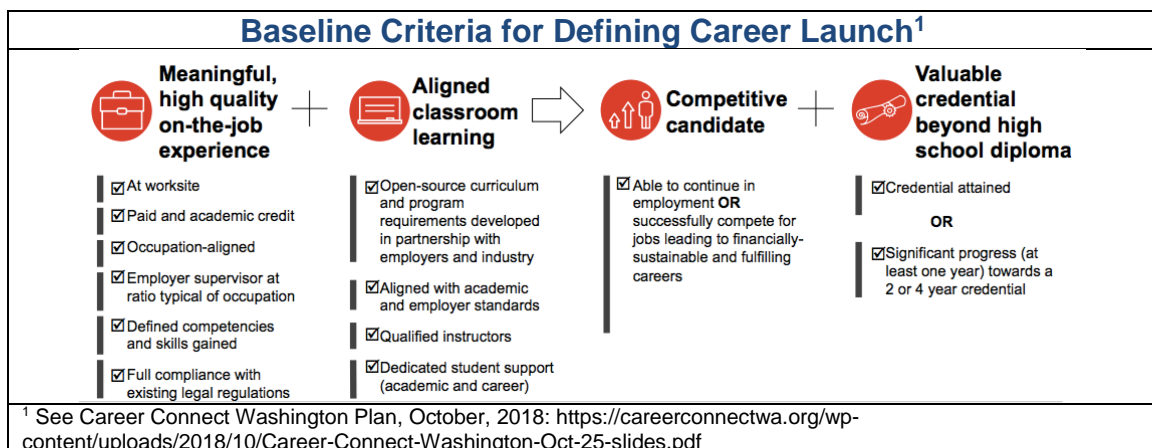 Baseline Criteria for Defining Career Launch1
Meaningful,
high quality
on-the-job
experience
☑At worksite
☑Paid and academic credit
☑Occupation-aligned
☑Employer supervisor at
ratio typical of occupation
☑Defined competencies
and skills gained
☑Full compliance with
existing legal regulations
Aligned
classroom
learning
☑Open-source curriculum
and program
requirements developed
in partnership with
employers and industry
☑Aligned with academic
and employer standards
☑Qualified instructors
☑Dedicated student support
(academic and career)
Competitive
candidate
☑Able to continue in
employment OR
successfully compete for
jobs leading to financially-
sustainable and fulfilling
careers
Valuable
credential
beyond high
school diploma
☑Credential attained
OR
☑Significant progress (at
least one year) towards a
2 or 4 year credential
1 See Career Connect Washington Plan, October, 2018: https://careerconnectwa.org/wp-
content/uploads/2018/10/Career-Connect-Washington-Oct-25-slides.pdf